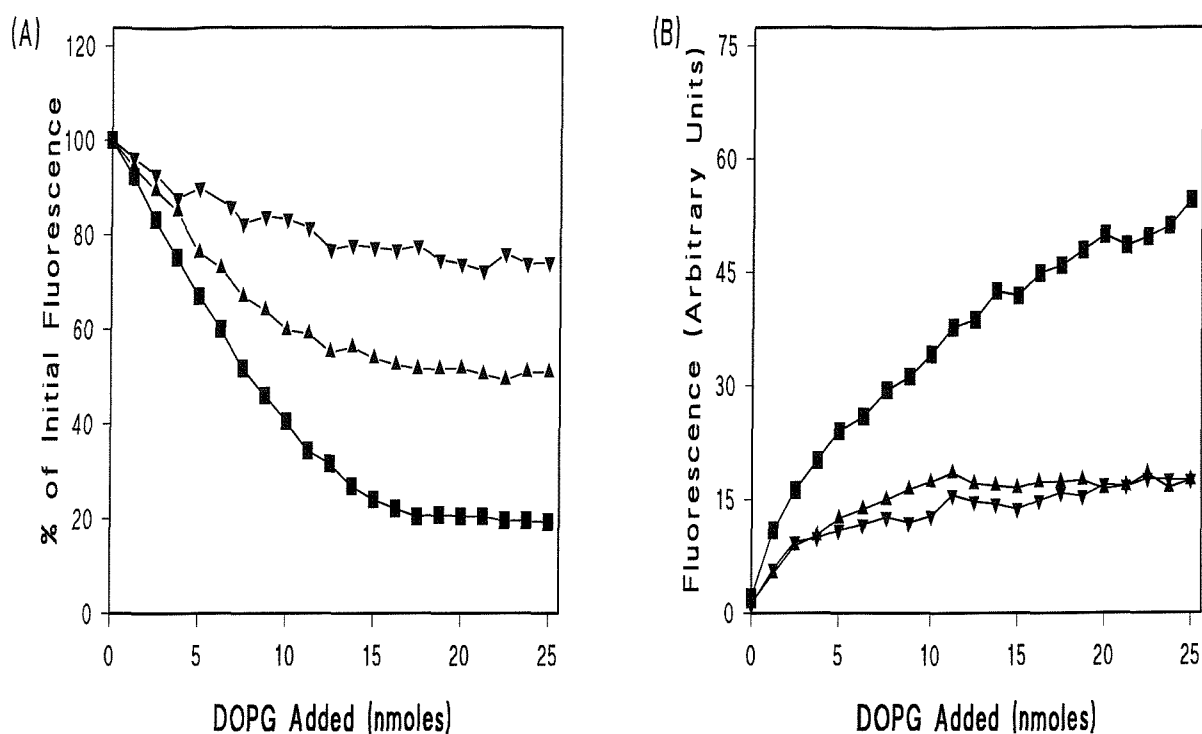 (A)
% of Initial Fluorescence
120
100
80
60
40
20
0
0 5 10 15 20 25
DOPG Added (nmoles)
(B)
Fluorescence (Arbitrary Units)
75
60
45
30
15
0
0 5 10 15 20 25
DOPG Added (nmoles)